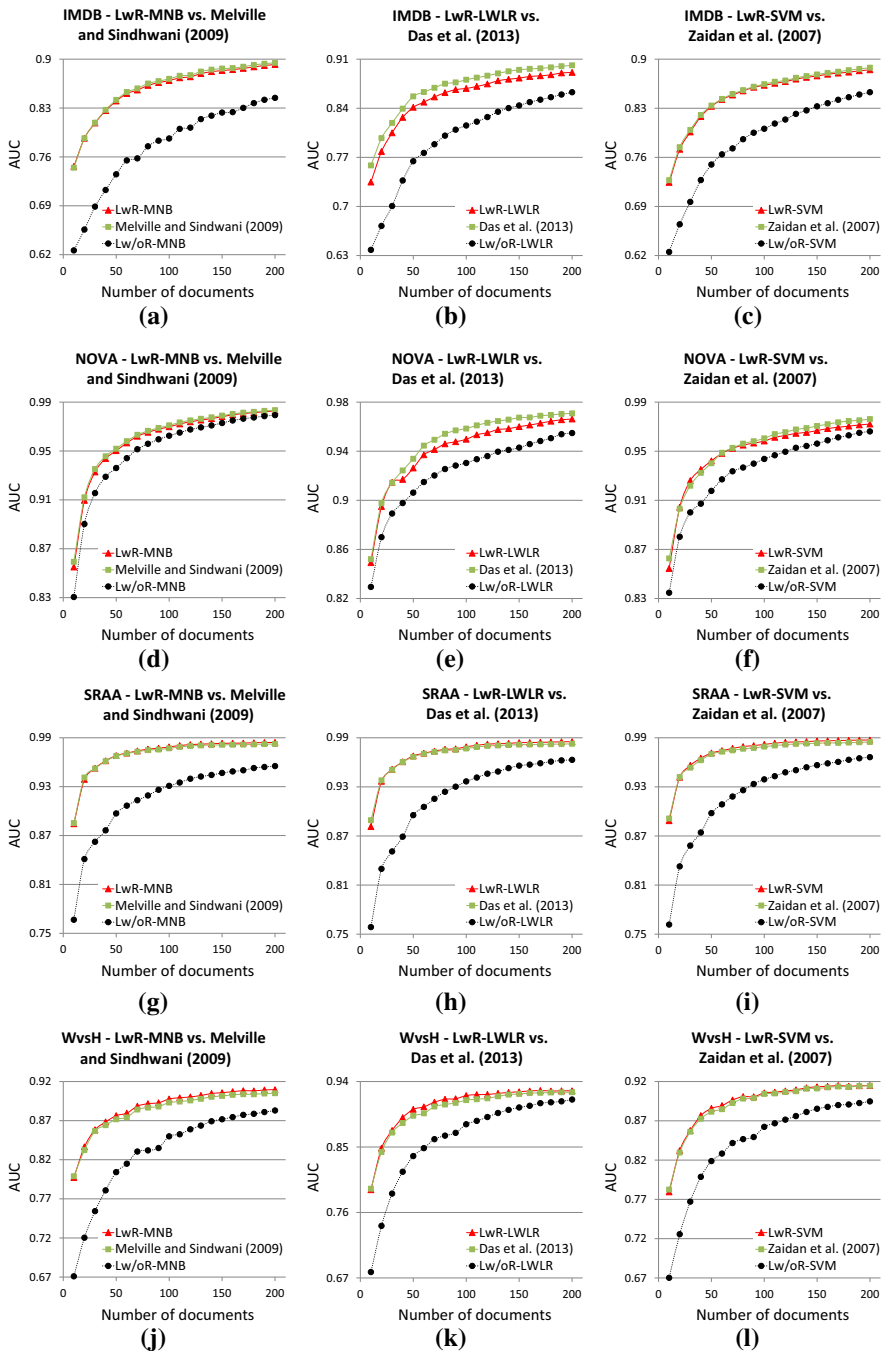 IMDB - LwR-MNB vs. Melville
and Sindhwani (2009)
0.9
0.83
0.76
0.69
0.62
AUC
LwR-MNB
Melville and Sindwani (2009)
Lw/oR-MNB
0 50 100 150 200
Number of documents
(a)
IMDB - LwR-LWLR vs.
Das et al. (2013)
0.91
0.84
0.77
0.7
0.63
AUC
LwR-LWLR
Das et al. (2013)
Lw/oR-LWLR
0 50 100 150 200
Number of documents
(b)
IMDB - LwR-SVM vs.
Zaidan et al. (2007)
0.9
0.83
0.76
0.69
0.62
AUC
LwR-SVM
Zaidan et al. (2007)
Lw/oR-SVM
0 50 100 150 200
Number of documents
(c)
NOVA - LwR-MNB vs. Melville
and Sindhwani (2009)
0.99
0.95
0.91
0.87
0.83
AUC
LwR-MNB
Melville and Sindwani (2009)
Lw/oR-MNB
0 50 100 150 200
Number of documents
(d)
NOVA - LwR-LWLR vs.
Das et al. (2013)
0.98
0.94
0.9
0.86
0.82
AUC
LwR-LWLR
Das et al. (2013)
Lw/oR-LWLR
0 50 100 150 200
Number of documents
(e)
NOVA - LwR-SVM vs.
Zaidan et al. (2007)
0.99
0.95
0.91
0.87
0.83
AUC
LwR-SVM
Zaidan et al. (2007)
Lw/oR-SVM
0 50 100 150 200
Number of documents
(f)
SRAA - LwR-MNB vs. Melville
and Sindhwani (2009)
0.99
0.93
0.87
0.81
0.75
AUC
LwR-MNB
Melville and Sindwani (2009)
Lw/oR-MNB
0 50 100 150 200
Number of documents
(g)
SRAA - LwR-LWLR vs.
Das et al. (2013)
0.99
0.93
0.87
0.81
0.75
AUC
LwR-LWLR
Das et al. (2013)
Lw/oR-LWLR
0 50 100 150 200
Number of documents
(h)
SRAA - LwR-SVM vs.
Zaidan et al. (2007)
0.99
0.93
0.87
0.81
0.75
AUC
LwR-SVM
Zaidan et al. (2007)
Lw/oR-SVM
0 50 100 150 200
Number of documents
(i)
WvsH - LwR-MNB vs. Melville
and Sindhwani (2009)
0.92
0.87
0.82
0.77
0.72
0.67
AUC
LwR-MNB
Melville and Sindwani (2009)
Lw/oR-MNB
0 50 100 150 200
Number of documents
(j)
WvsH - LwR-LWLR vs.
Das et al. (2013)
0.94
0.85
0.76
0.67
AUC
LwR-LWLR
Das et al. (2013)
Lw/oR-LWLR
0 50 100 150 200
Number of documents
(k)
WvsH - LwR-SVM vs.
Zaidan et al. (2007)
0.92
0.87
0.82
0.77
0.72
0.67
AUC
LwR-SVM
Zaidan et al. (2007)
Lw/oR-SVM
0 50 100 150 200
Number of documents
(l)